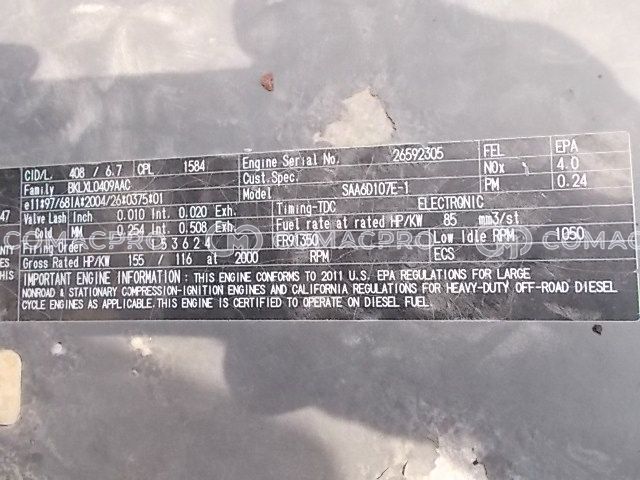 CID/L. 408 / 6.7 CPL 1584 Engine Serial No. 26592305 FEL EPA
Family BKLXL0409AAC Cust.Spec. NOx 4.0
e11*97/68IA*2004/26*0375*01 Model SAA6D107E-1 PM 0.24
47 Valve Lash Inch 0.010 Int. 0.020 Exh. Timing-TDC ELECTRONIC
Cold MM 0.254 Int. 0.508 Exh. Fuel rate at rated HP/KW 85 mm3/st
NTY Firing Order 53624 FR91350 Low Idle RPM 1050
ES Gross Rated HP/KW 155 / 116 at 2000 RPM ECS
IMPORTANT ENGINE INFORMATION : THIS ENGINE CONFORMS TO 2011 U.S. EPA REGULATIONS FOR LARGE
NONROAD & STATIONARY COMPRESSION-IGNITION ENGINES AND CALIFORNIA REGULATIONS FOR HEAVY-DUTY OFF-ROAD DIESEL
CYCLE ENGINES AS APPLICABLE. THIS ENGINE IS CERTIFIED TO OPERATE ON DIESEL FUEL.
COMACPRO COMACPRO COMAC